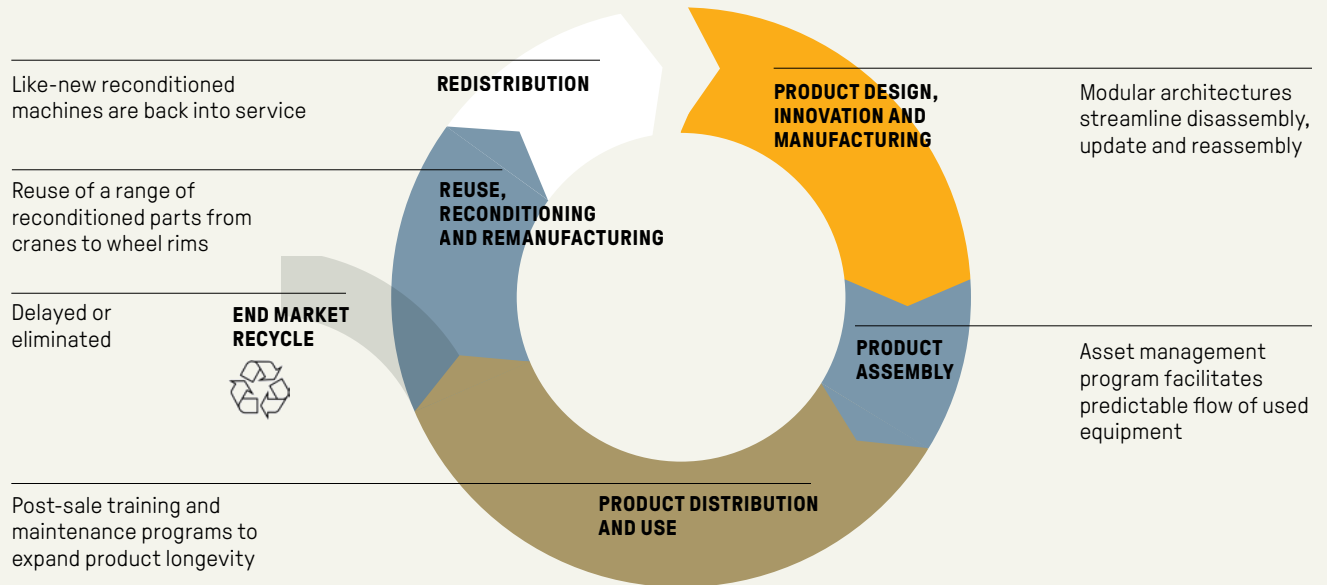 REDISTRIBUTION
Like-new reconditioned
machines are back into service
PRODUCT DESIGN,
INNOVATION AND
MANUFACTURING
Modular architectures
streamline disassembly,
update and reassembly
REUSE,
RECONDITIONING
AND REMANUFACTURING
Reuse of a range of
reconditioned parts from
cranes to wheel rims
END MARKET
RECYCLE
Delayed or
eliminated
PRODUCT
ASSEMBLY
Asset management
program facilitates
predictable flow of used
equipment
PRODUCT DISTRIBUTION
AND USE
Post-sale training and
maintenance programs to
expand product longevity